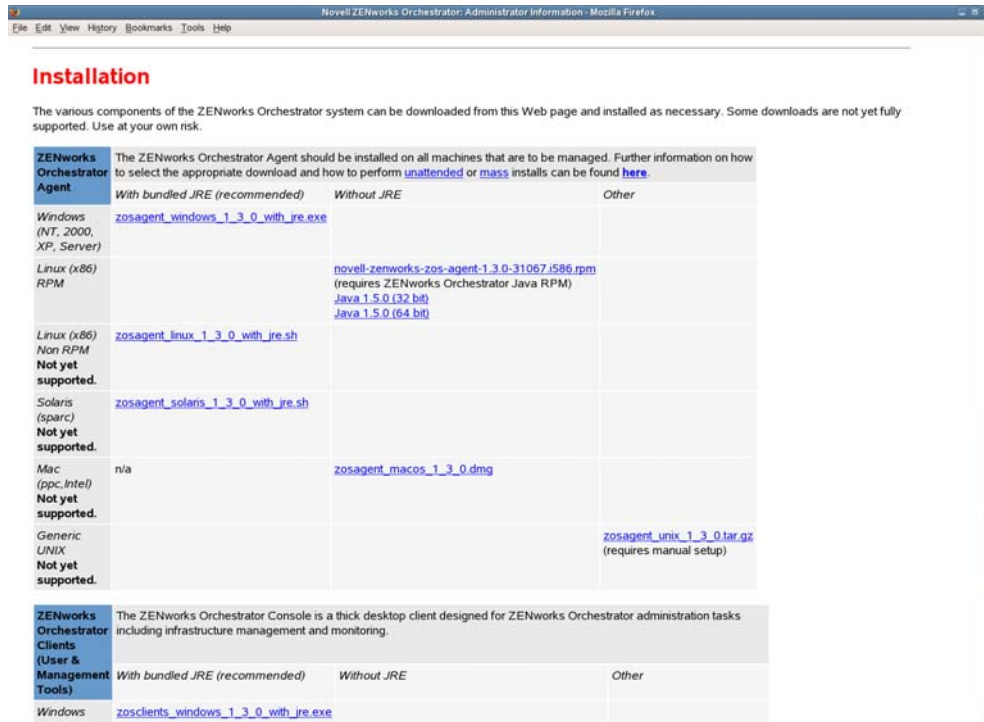 Novell ZENworks Orchestrator: Administrator Information - Mozilla Firefox
File Edit View History Bookmarks Tools Help
Installation
The various components of the ZENworks Orchestrator system can be downloaded from this Web page and installed as necessary. Some downloads are not yet fully
supported. Use at your own risk.
ZENworks
Orchestrator
Agent
The ZENworks Orchestrator Agent should be installed on all machines that are to be managed. Further information on how
to select the appropriate download and how to perform unattended or mass installs can be found here.
With bundled JRE (recommended)
Without JRE
Other
Windows
(NT, 2000,
XP, Server)
zosagent_windows_1_3_0_with_jre.exe
Linux (x86)
RPM
novell-zenworks-zos-agent-1.3.0-31067.i586.rpm
(requires ZENworks Orchestrator Java RPM)
Java 1.5.0 (32 bit)
Java 1.5.0 (64 bit)
Linux (x86)
Non RPM
Not yet
supported.
zosagent_linux_1_3_0_with_jre.sh
Solaris
(sparc)
Not yet
supported.
zosagent_solaris_1_3_0_with_jre.sh
Mac
(ppc,Intel)
Not yet
supported.
n/a
zosagent_macos_1_3_0.dmg
Generic
UNIX
Not yet
supported.
zosagent_unix_1_3_0.tar.gz
(requires manual setup)
ZENworks
Orchestrator
Clients
(User &
Management
Tools)
The ZENworks Orchestrator Console is a thick desktop client designed for ZENworks Orchestrator administration tasks
including infrastructure management and monitoring.
With bundled JRE (recommended)
Without JRE
Other
Windows
zosclients_windows_1_3_0_with_jre.exe